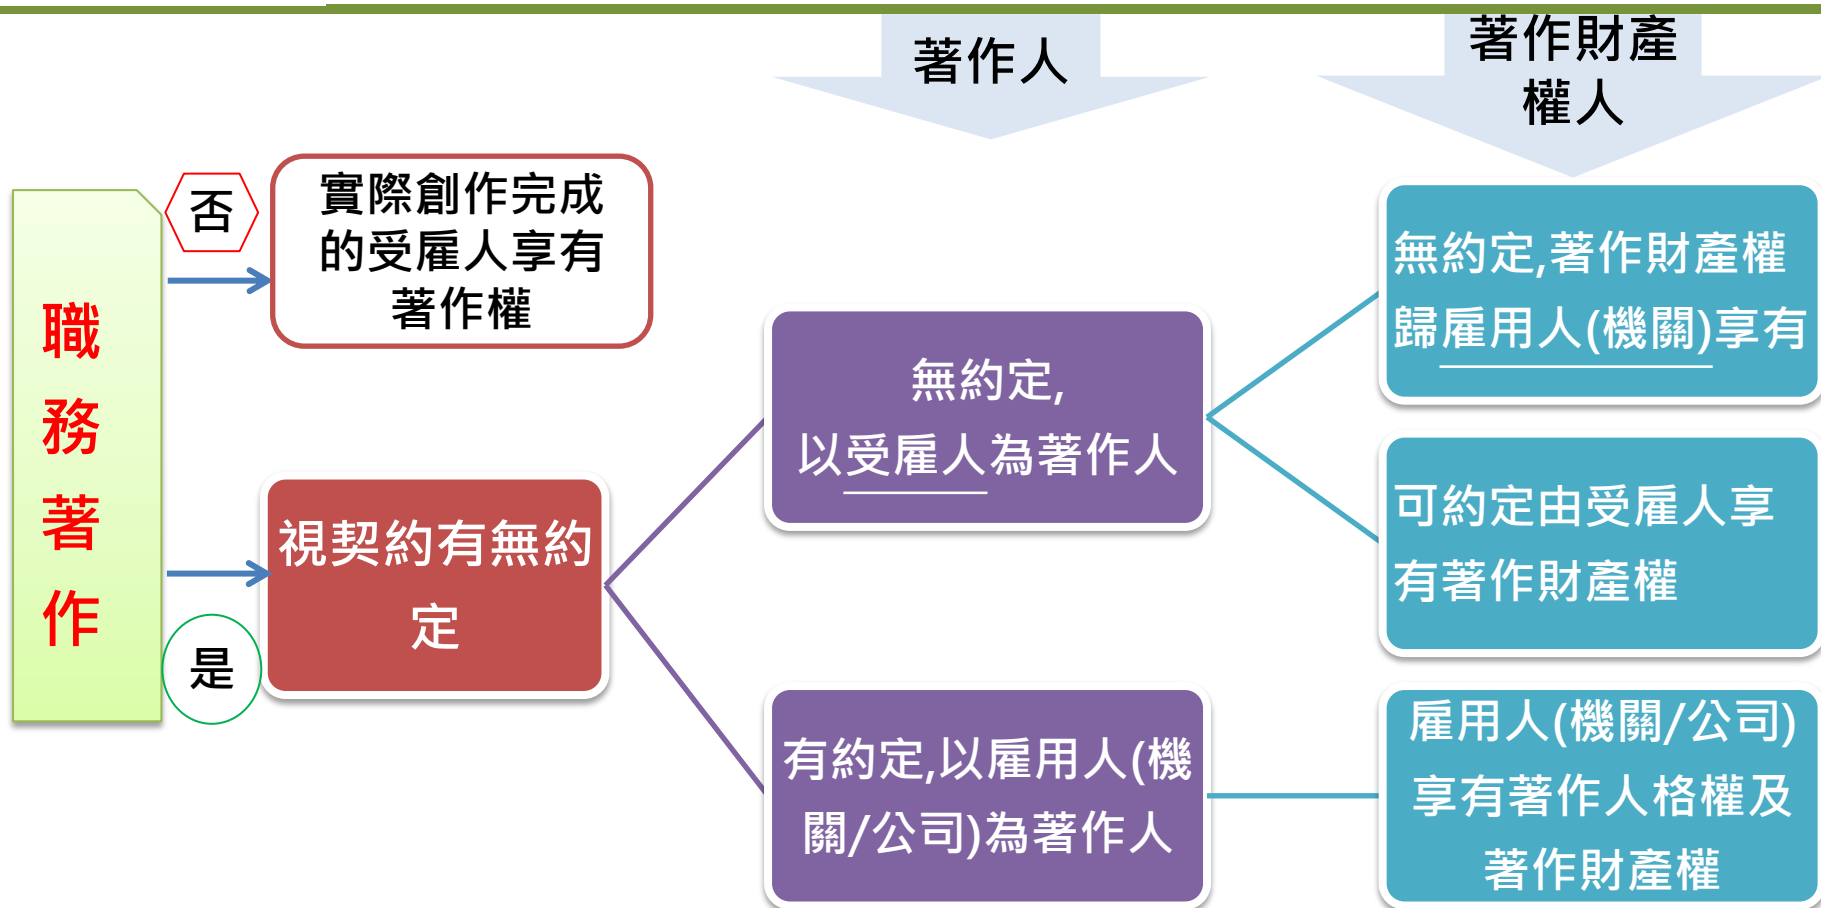 著作人
著作財產
權人
職
務
著
作
否
實際創作完成
的受雇人享有
著作權
是
視契約有無約
定
無約定,
以受雇人為著作人
有約定,以雇用人(機
關/公司)為著作人
無約定,著作財產權
歸雇用人(機關)享有
可約定由受雇人享
有著作財產權
雇用人(機關/公司)
享有著作人格權及
著作財產權